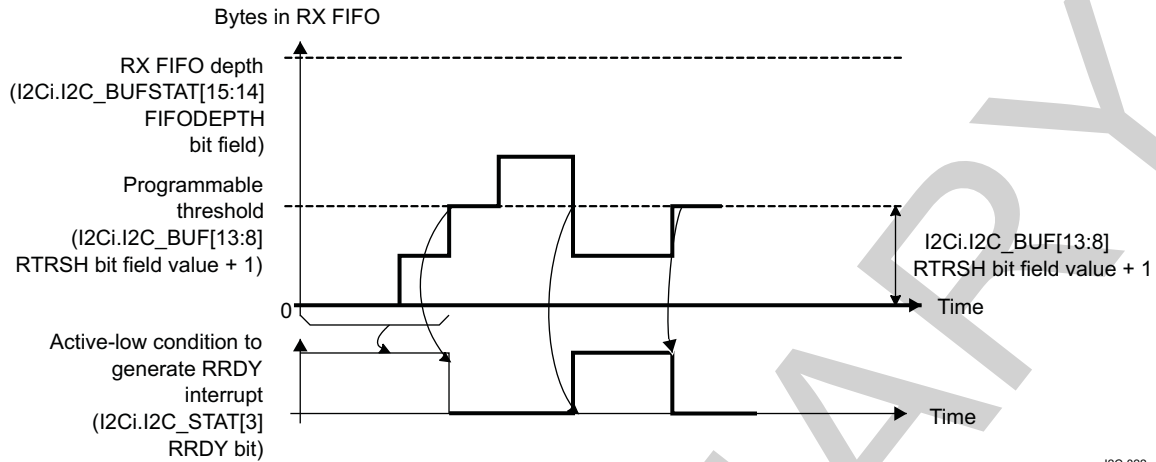 Bytes in RX FIFO
RX FIFO depth
(I2Ci.I2C_BUFSTAT[15:14]
FIFODEPTH
bit field)
Programmable
threshold
(I2Ci.I2C_BUF[13:8]
RTRSH bit field value + 1)
I2Ci.I2C_BUF[13:8]
RTRSH bit field value + 1
0
Time
Active-low condition to
generate RRDY
interrupt
(I2Ci.I2C_STAT[3]
RRDY bit)
Time